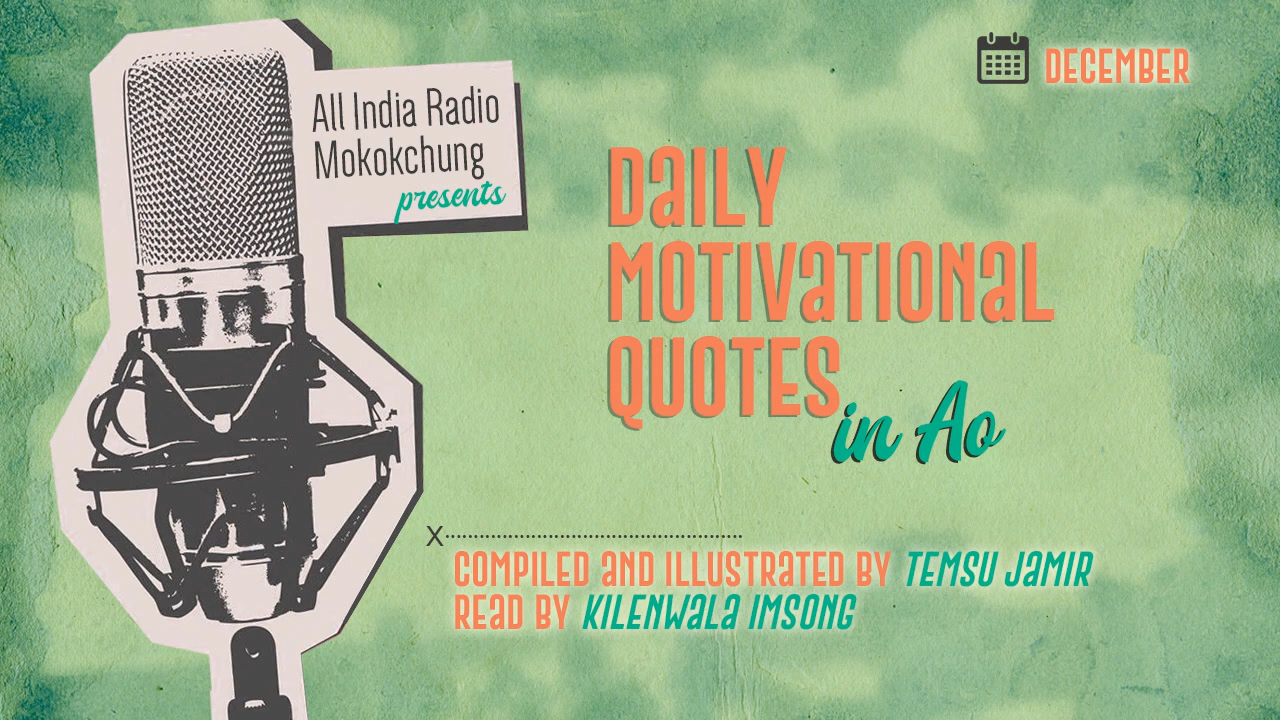 All India Radio
Mokokchung
presents
DECEMBER
DaILY
MOTIVaTIONaL
QUOTES
in Ao
X
COMPILED aND ILLUSTRaTED BY TEMSU JaMIR
READ BY KILENWaLa IMSONG